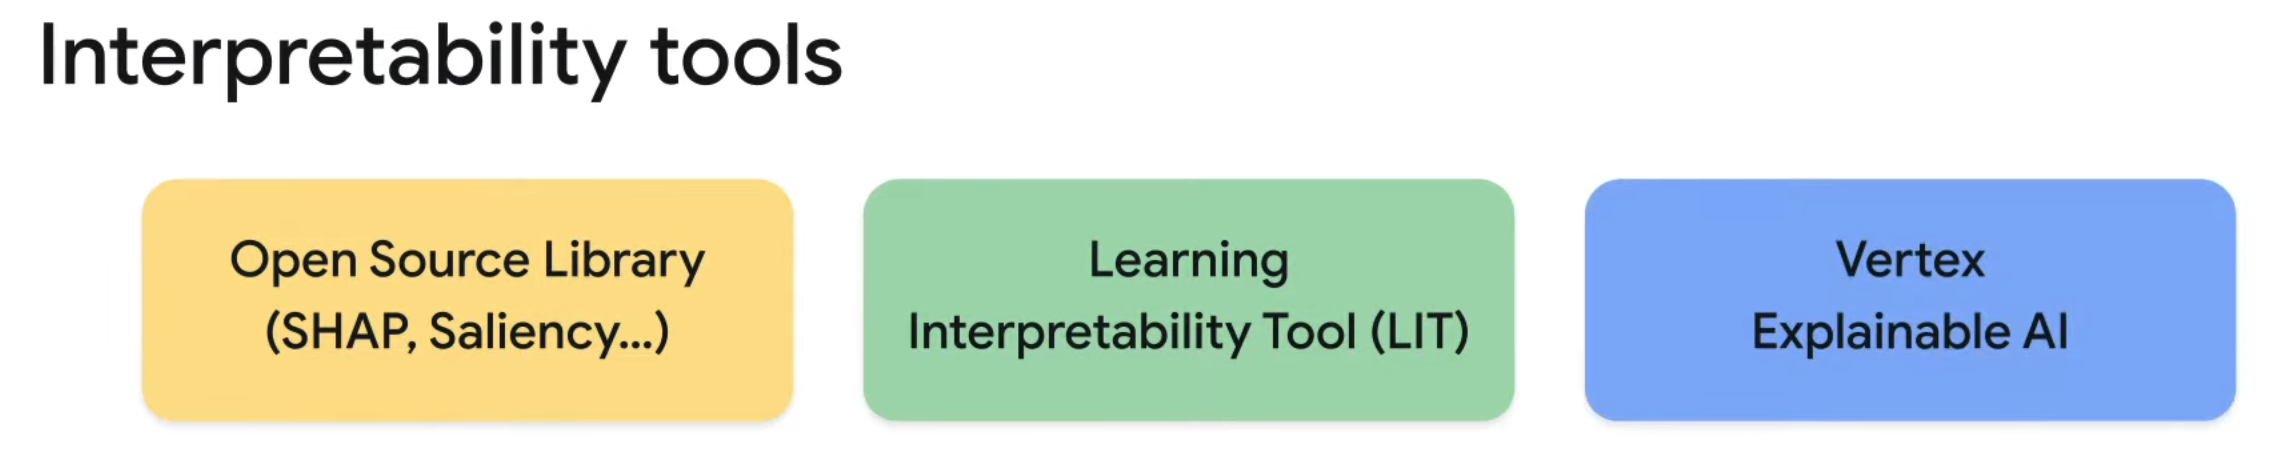 Interpretability tools
Open Source Library
(SHAP, Saliency...)
Learning
Interpretability Tool (LIT)
Vertex
Explainable AI